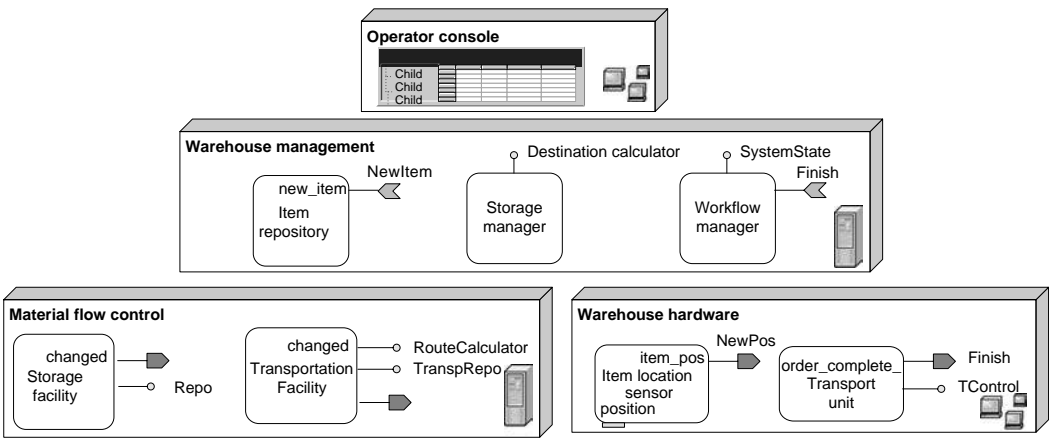 Operator console
Child
Child
Child
Warehouse management
NewItem
new_item
Item
repository
Destination calculator
Storage
manager
SystemState
Finish
Workflow
manager
Material flow control
changed
Storage
facility
Repo
changed
Transportation
Facility
RouteCalculator
TranspRepo
Warehouse hardware
NewPos
item_pos
Item location
sensor
position
order_complete_
Transport
unit
Finish
TControl